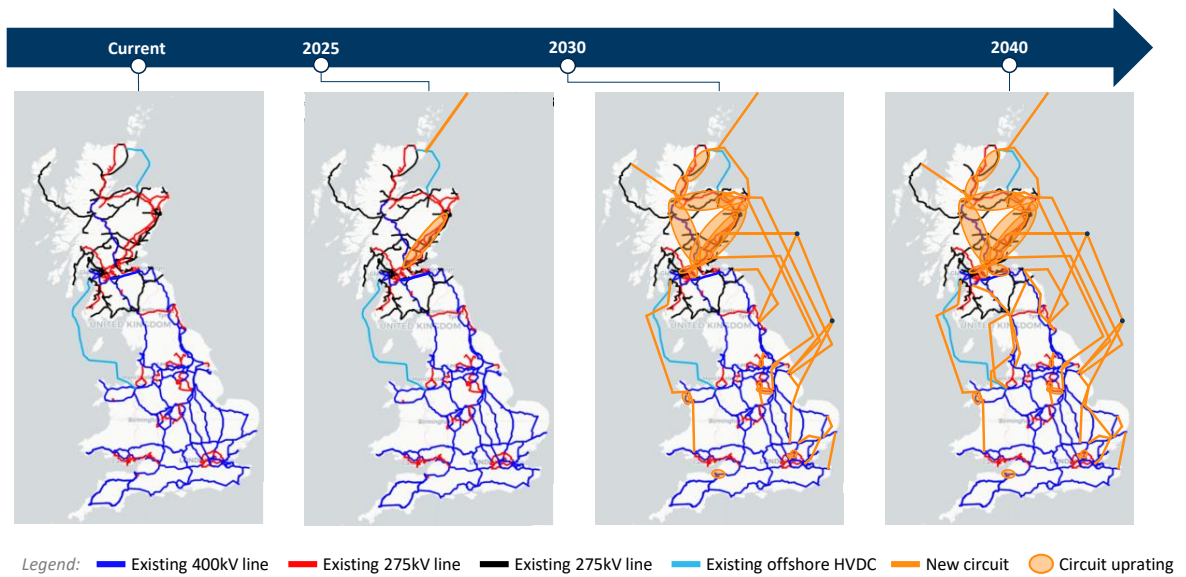 Current
2025
2030
2040
UNITED KINGDOM
UNITED KINGDOM
UNITED KINGDOM
UNITED KINGDOM
Legend:
Existing 400kV line
Existing 275kV line
Existing 275kV line
Existing offshore HVDC
New circuit
Circuit uprating